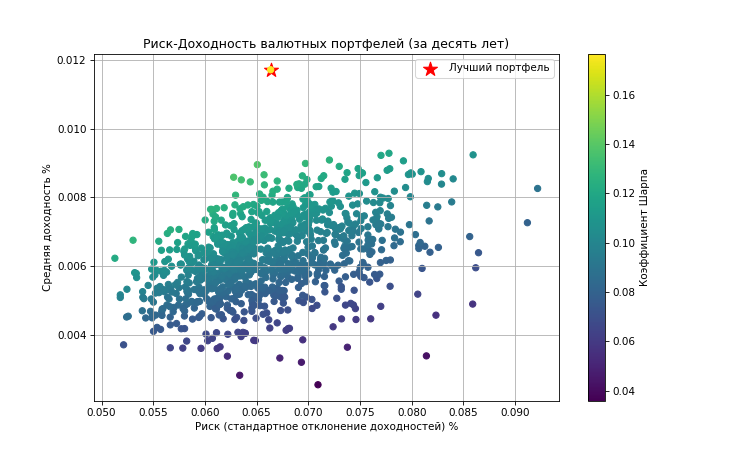 Риск-Доходность валютных портфелей (за десять лет)
Лучший портфель
Средняя доходность %
0.012
0.010
0.008
0.006
0.004
0.050 0.055 0.060 0.065 0.070 0.075 0.080 0.085 0.090
Риск (стандартное отклонение доходностей) %
0.16
0.14
0.12
0.10
0.08
0.06
0.04
Коэффициент Шарпа